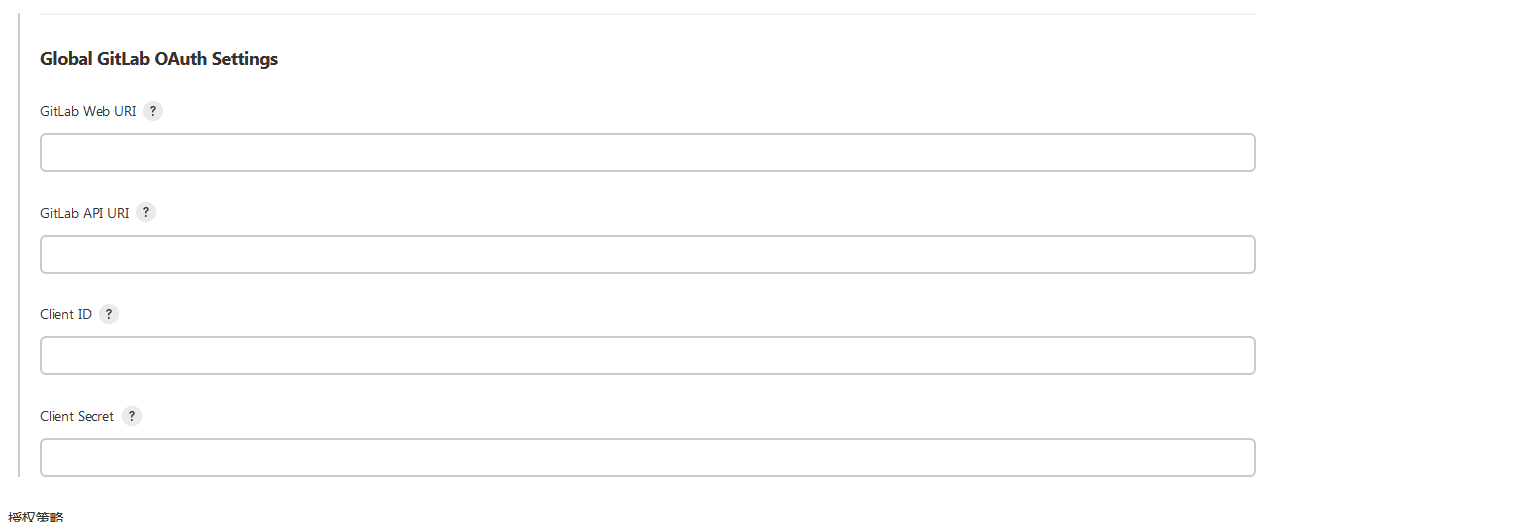 Global GitLab OAuth Settings
GitLab Web URI ?
GitLab API URI ?
Client ID ?
Client Secret ?
授权策略